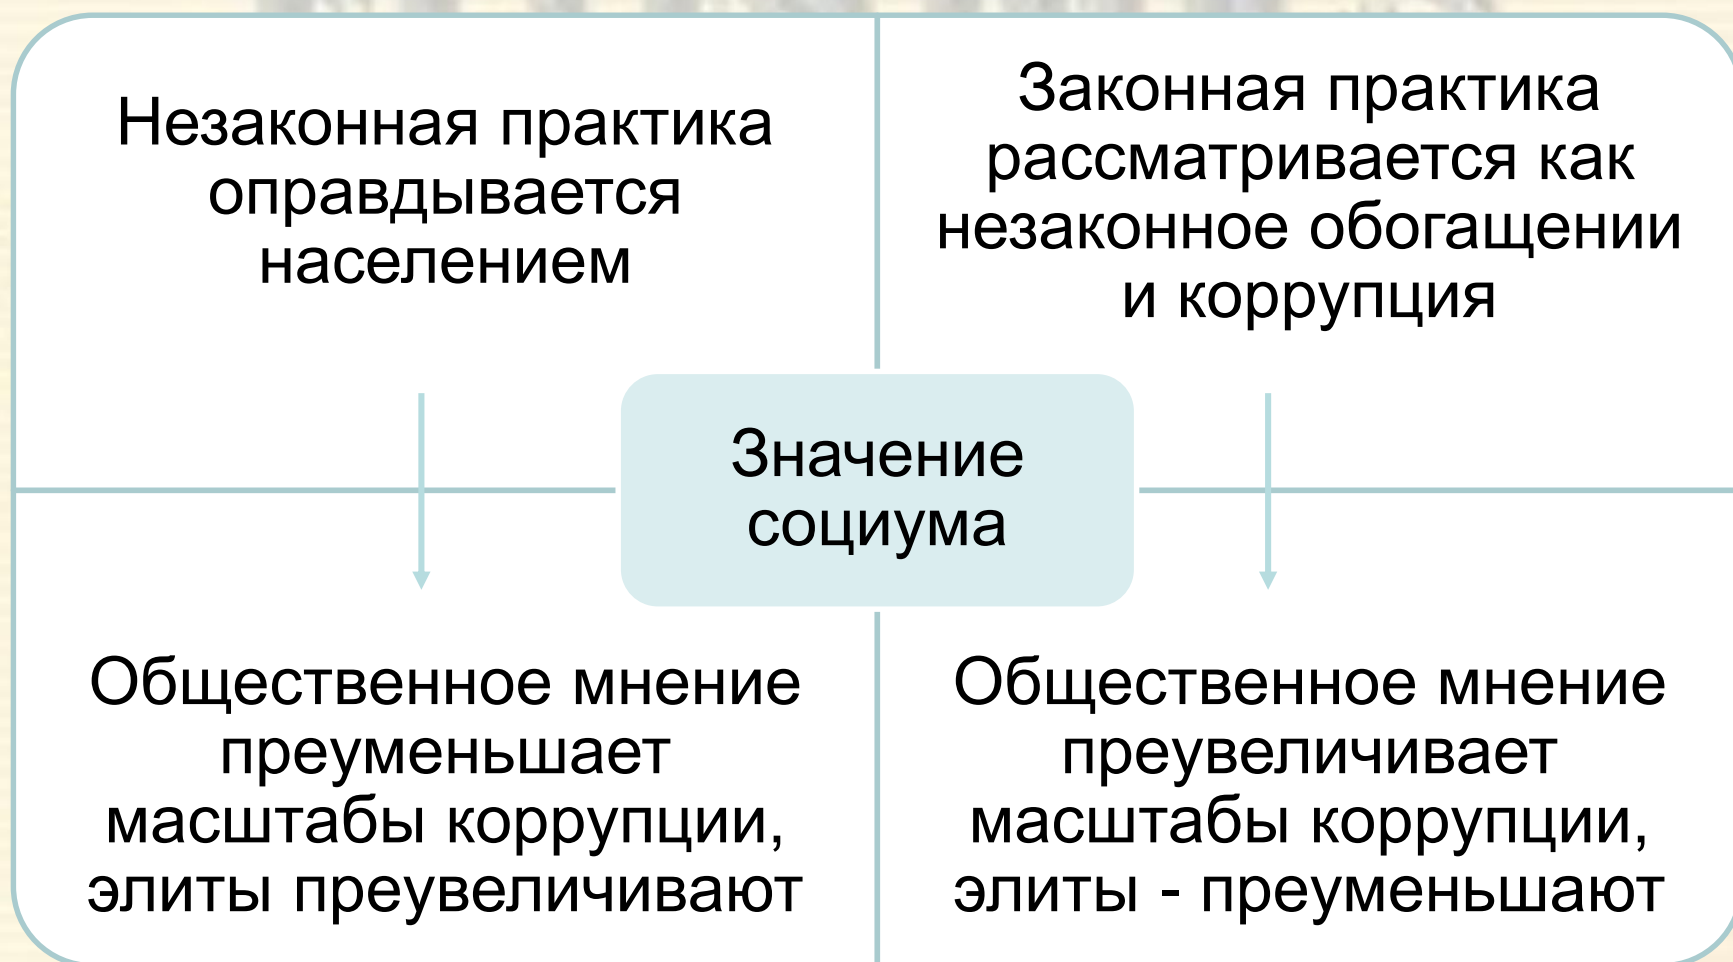 Незаконная практика
оправдывается
населением
Законная практика
рассматривается как
незаконное обогащении
и коррупция
Значение
социума
Общественное мнение
преуменьшает
масштабы коррупции,
элиты преувеличивают
Общественное мнение
преувеличивает
масштабы коррупции,
элиты - преуменьшают